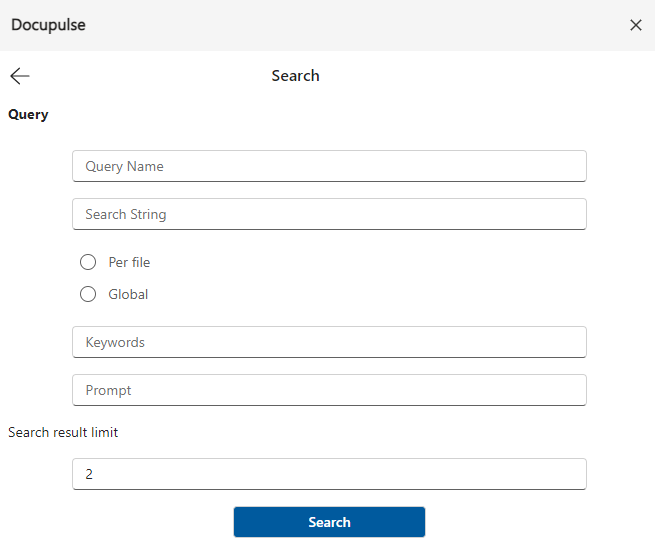 Docupulse
Search
Query
Query Name
Search String
Per file
Global
Keywords
Prompt
Search result limit
2
Search